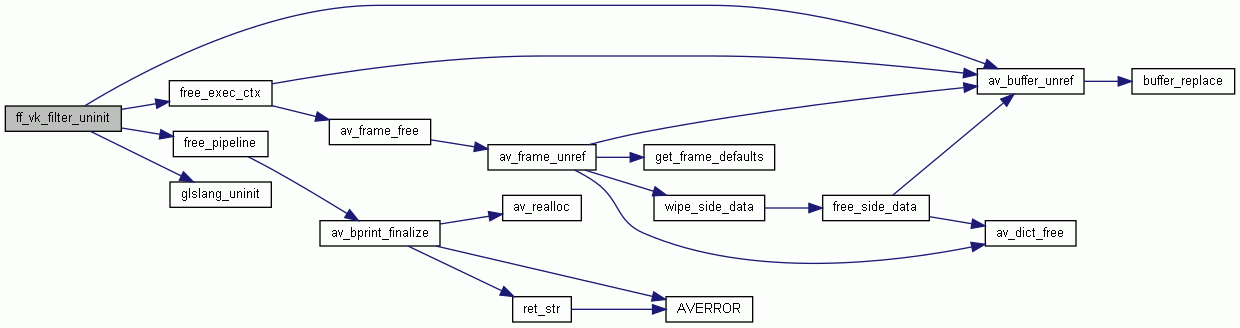 ff_vk_filter_uninit
free_exec_ctx
free_pipeline
glslang_uninit
av_frame_free
av_bprint_finalize
av_frame_unref
av_realloc
ret_str
get_frame_defaults
wipe_side_data
AVERROR
free_side_data
av_buffer_unref
av_dict_free
buffer_replace